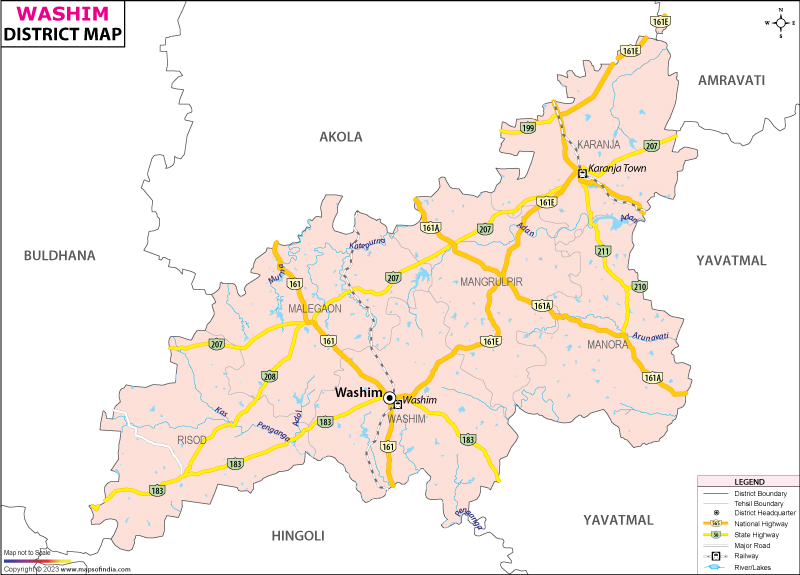 WASHIM
DISTRICT MAP
161E
N
W E
S
161E
AMRAVATI
AKOLA
199
KARANJA
207
Karanja Town
161E
Adan
161A
207
Adan
Kategurna
BULDHANA
211
YAVATMAL
161
207
MANGRULPIR
210
MALEGAON
161A
161
207
161E
MANORA
Arunavati
208
161A
Washim
Washim
WASHIM
Kas
Adal
183
Penganga
RISOD
161
183
183
183
Penganga
HINGOLI
YAVATMAL
LEGEND
District Boundary
Tehsil Boundary
District Headquarter
National Highway
State Highway
Major Road
Railway
River/Lakes
Map not to Scale
Copyright © 2023 www.mapsofindia.com